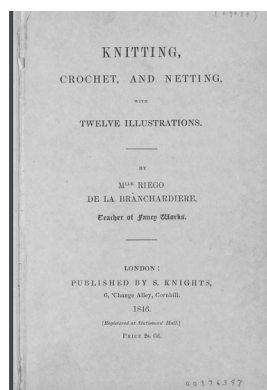 KNITTING,
CROCHET, AND NETTING,
WITH
TWELVE ILLUSTRATIONS.
BY
MLLE. RIEGO
DE LA BRANCHARDIERE,
Teacher of Fancy Works.
LONDON:
PUBLISHED BY S. KNIGHTS,
6, 'Change Alley, Cornhill.
1846.
[Registered at Stationers' Hall.]
PRICE 2s. 6d.